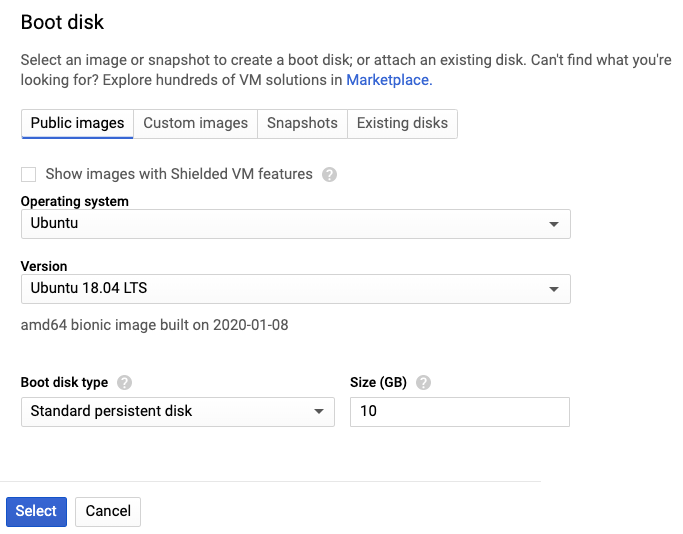 Boot disk
Select an image or snapshot to create a boot disk; or attach an existing disk. Can't find what you're
looking for? Explore hundreds of VM solutions in Marketplace.
Public images Custom images Snapshots Existing disks
Show images with Shielded VM features ?
Operating system
Ubuntu
Version
Ubuntu 18.04 LTS
amd64 bionic image built on 2020-01-08
Boot disk type ? Size (GB) ?
Standard persistent disk 10
Select Cancel